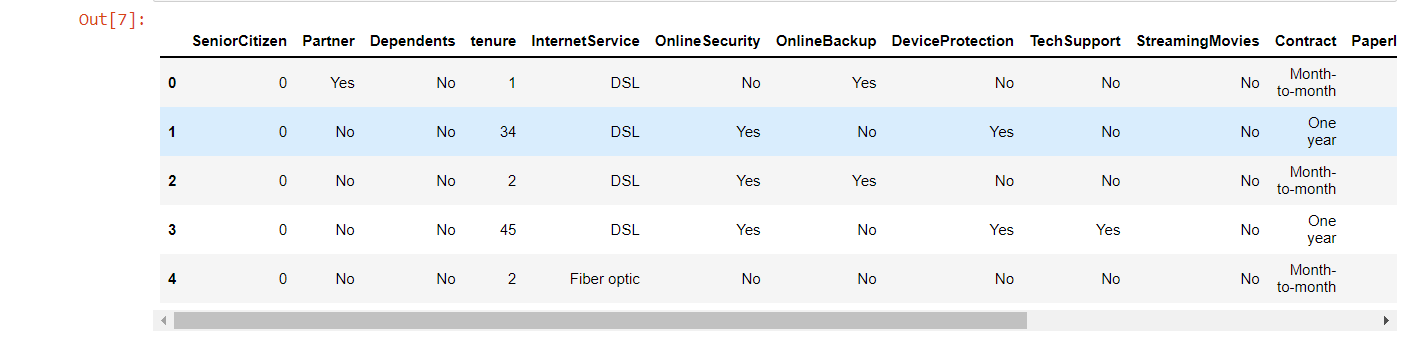 Out[7]:
SeniorCitizen Partner Dependents tenure InternetService OnlineSecurity OnlineBackup DeviceProtection TechSupport StreamingMovies Contract Paperl
0 0 Yes No 1 DSL No Yes No No No Month-to-month
1 0 No No 34 DSL Yes No Yes No No One year
2 0 No No 2 DSL Yes Yes No No No Month-to-month
3 0 No No 45 DSL Yes No Yes Yes No One year
4 0 No No 2 Fiber optic No No No No No Month-to-month